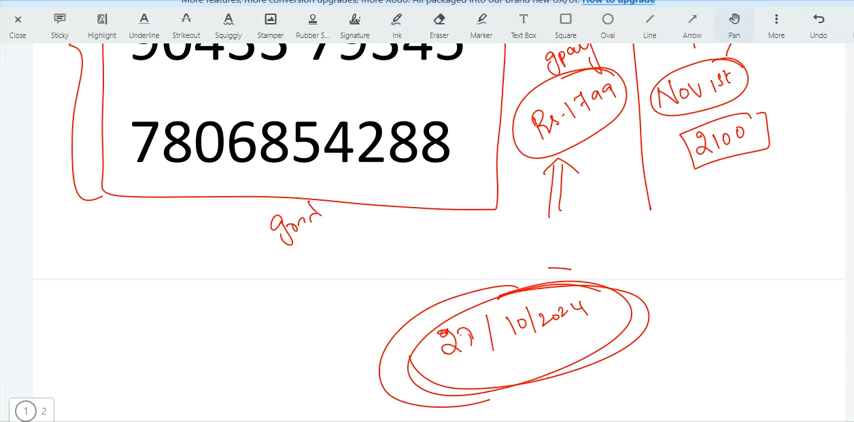 More features, more conversion upgrades, more Xodo. All packaged into our brand new UX/UI. How to upgrade
Close Sticky Highlight Underline Strikeout Squiggly Stamper Rubber S... Signature Ink Eraser Marker Text Box Square Oval Line Arrow Pan More Undo
90433 79345
gpay
Rs.1799
Nov 1st
7806854288
2100
good
27/10/2024
1 2